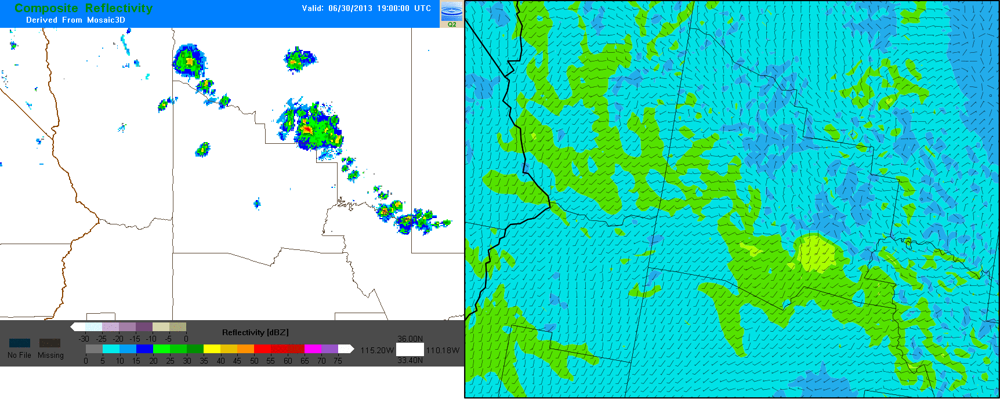 Composite Reflectivity
Valid: 06/30/2013 19:00:00 UTC
Derived From Mosaic3D
Q2
-30 -25 -20 -15 -10 -5 0
Reflectivity [dBZ]
36.00N
No File Missing
115.20W 110.18W
0 5 10 15 20 25 30 35 40 45 50 55 60 65 70 75
33.40N